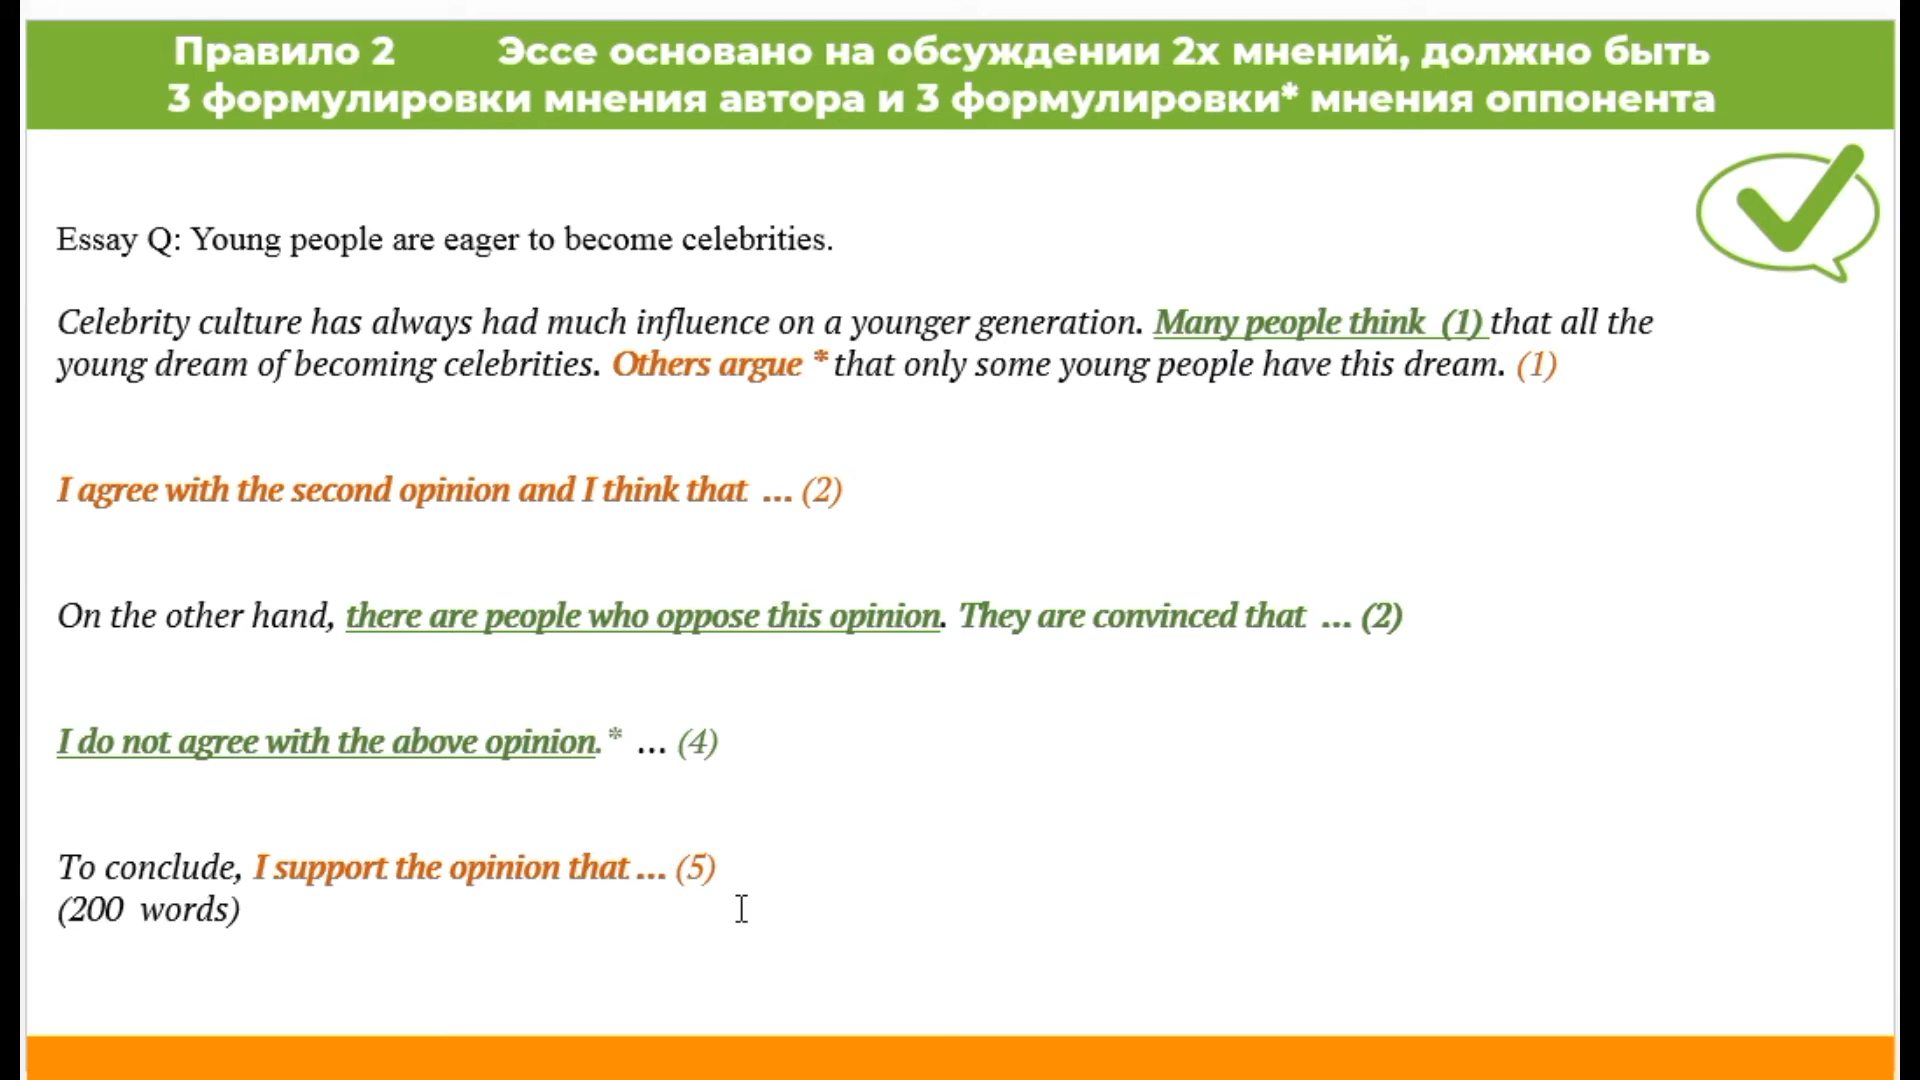 Правило 2 Эссе основано на обсуждении 2х мнений, должно быть
3 формулировки мнения автора и 3 формулировки* мнения оппонента
Essay Q: Young people are eager to become celebrities.
Celebrity culture has always had much influence on a younger generation. Many people think (1) that all the
young dream of becoming celebrities. Others argue * that only some young people have this dream. (1)
I agree with the second opinion and I think that ... (2)
On the other hand, there are people who oppose this opinion. They are convinced that ... (2)
I do not agree with the above opinion.* ... (4)
To conclude, I support the opinion that ... (5)
(200 words)